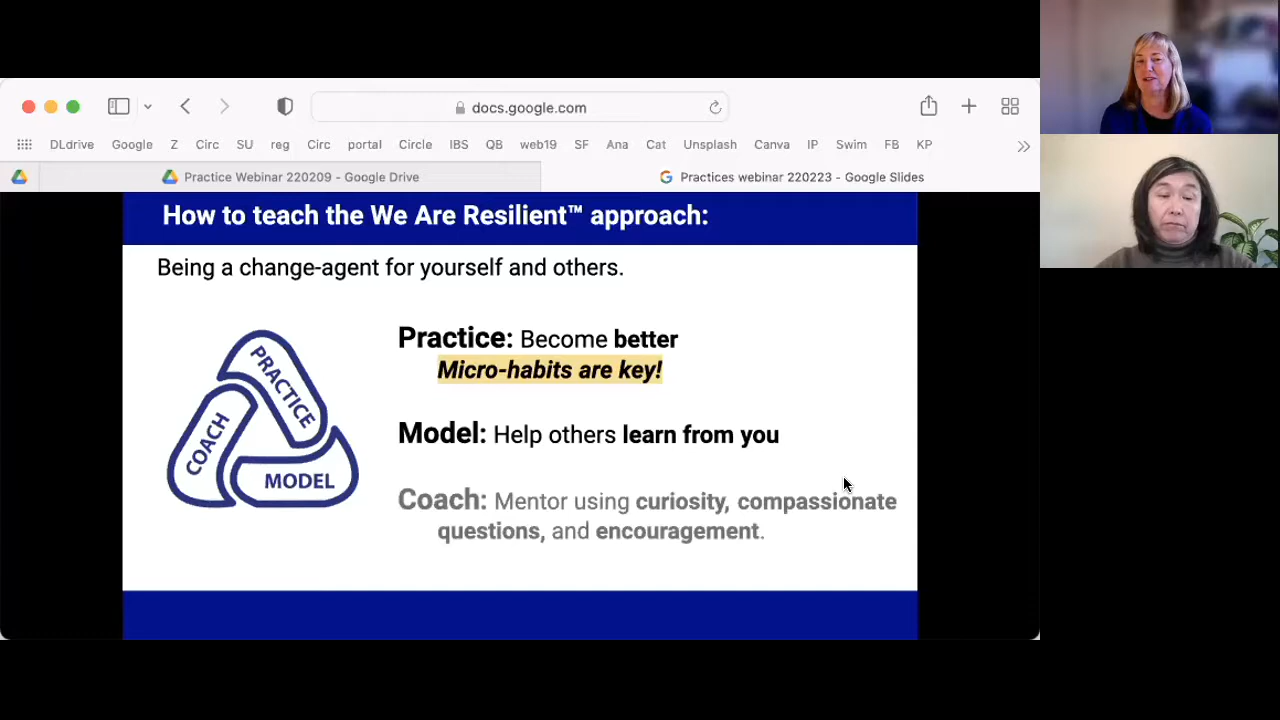 docs.google.com
DLdrive Google Z Circ SU reg Circ portal Circle IBS QB web19 SF Ana Cat Unsplash Canva IP Swim FB KP
Practice Webinar 220209 - Google Drive
Practices webinar 220223 - Google Slides
How to teach the We Are Resilient™ approach:
Being a change-agent for yourself and others.
PRACTICE
COACH
MODEL
Practice: Become better
Micro-habits are key!
Model: Help others learn from you
Coach: Mentor using curiosity, compassionate
questions, and encouragement.